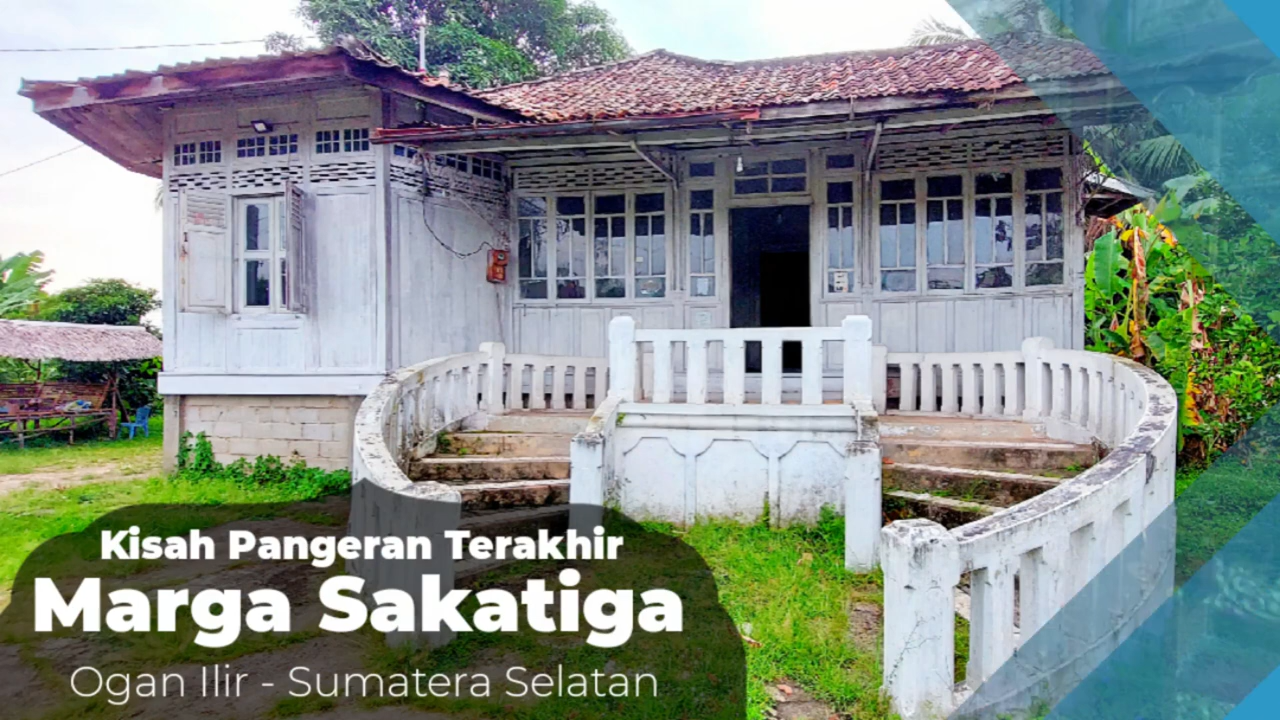 Kisah Pangeran Terakhir
Marga Sakatiga
Ogan Ilir - Sumatera Selatan